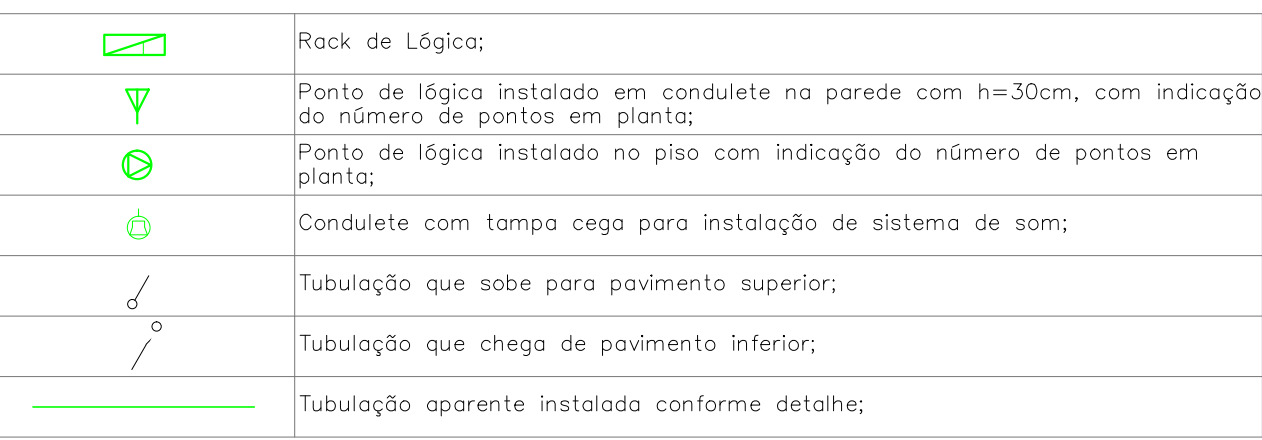 Rack de Lógica;
Ponto de lógica instalado em condulete na parede com h=30cm, com indicação
do número de pontos em planta;
Ponto de lógica instalado no piso com indicação do número de pontos em
planta;
Condulete com tampa cega para instalação de sistema de som;
Tubulação que sobe para pavimento superior;
Tubulação que chega de pavimento inferior;
Tubulação aparente instalada conforme detalhe;